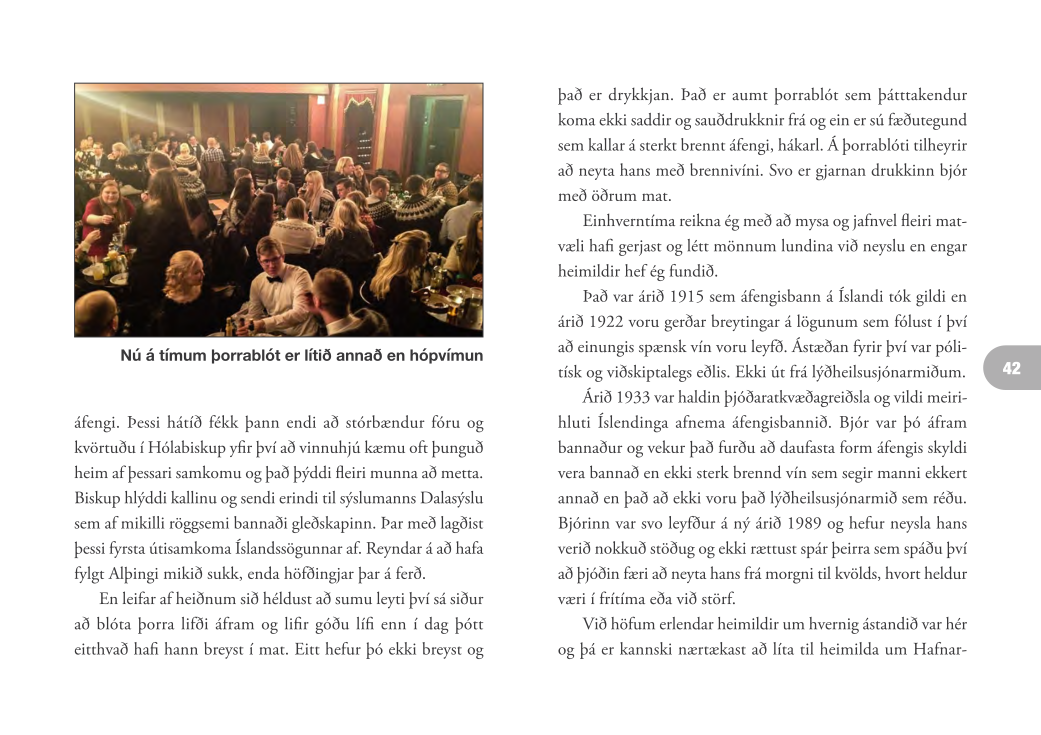 Nú á tímum þorrablót er lítið annað en hópvímun
áfengi. Þessi hátíð fékk þann endi að stórbændur fóru og
kvörtuðu í Hólabiskup yfir því að vinnuhjú kæmu oft þunguð
heim af þessari samkomu og það þýddi fleiri munna að metta.
Biskup hlýddi kallinu og sendi erindi til sýslumanns Dalasýslu
sem af mikilli röggsemi bannaði gleðskapinn. Þar með lagðist
þessi fyrsta útisamkoma Íslandssögunnar af. Reyndar á að hafa
fylgt Alþingi mikið sukk, enda höfðingjar þar á ferð.
En leifar af heiðnum sið héldust að sumu leyti því sá siður
að blóta þorra lifði áfram og lifir góðu lífi enn í dag þótt
eitthvað hafi hann breyst í mat. Eitt hefur þó ekki breyst og
það er drykkjan. Það er aumt þorrablót sem þátttakendur
koma ekki saddir og sauðdrukknir frá og ein er sú fæðutegund
sem kallar á sterkt brennt áfengi, hákarl. Á þorrablóti tilheyrir
að neyta hans með brennivíni. Svo er gjarnan drukkinn bjór
með öðrum mat.
Einhverntíma reikna ég með að mysa og jafnvel fleiri mat-
væli hafi gerjast og létt mönnum lundina við neyslu en engar
heimildir hef ég fundið.
Það var árið 1915 sem áfengisbann á Íslandi tók gildi en
árið 1922 voru gerðar breytingar á lögunum sem fólust í því
að einungis spænsk vín voru leyfð. Ástæðan fyrir því var póli-
tísk og viðskiptalegs eðlis. Ekki út frá lýðheilsusjónarmiðum.
Árið 1933 var haldin þjóðaratkvæðagreiðsla og vildi meiri-
hluti Íslendinga afnema áfengisbannið. Bjór var þó áfram
bannaður og vekur það furðu að daufasta form áfengis skyldi
vera bannað en ekki sterk brennd vín sem segir manni ekkert
annað en það að ekki voru það lýðheilsusjónarmið sem réðu.
Bjórinn var svo leyfður á ný árið 1989 og hefur neysla hans
verið nokkuð stöðug og ekki rættust spár þeirra sem spáðu því
að þjóðin færi að neyta hans frá morgni til kvölds, hvort heldur
væri í frítíma eða við störf.
Við höfum erlendar heimildir um hvernig ástandið var hér
og þá er kannski nærtækast að líta til heimilda um Hafnar-
42